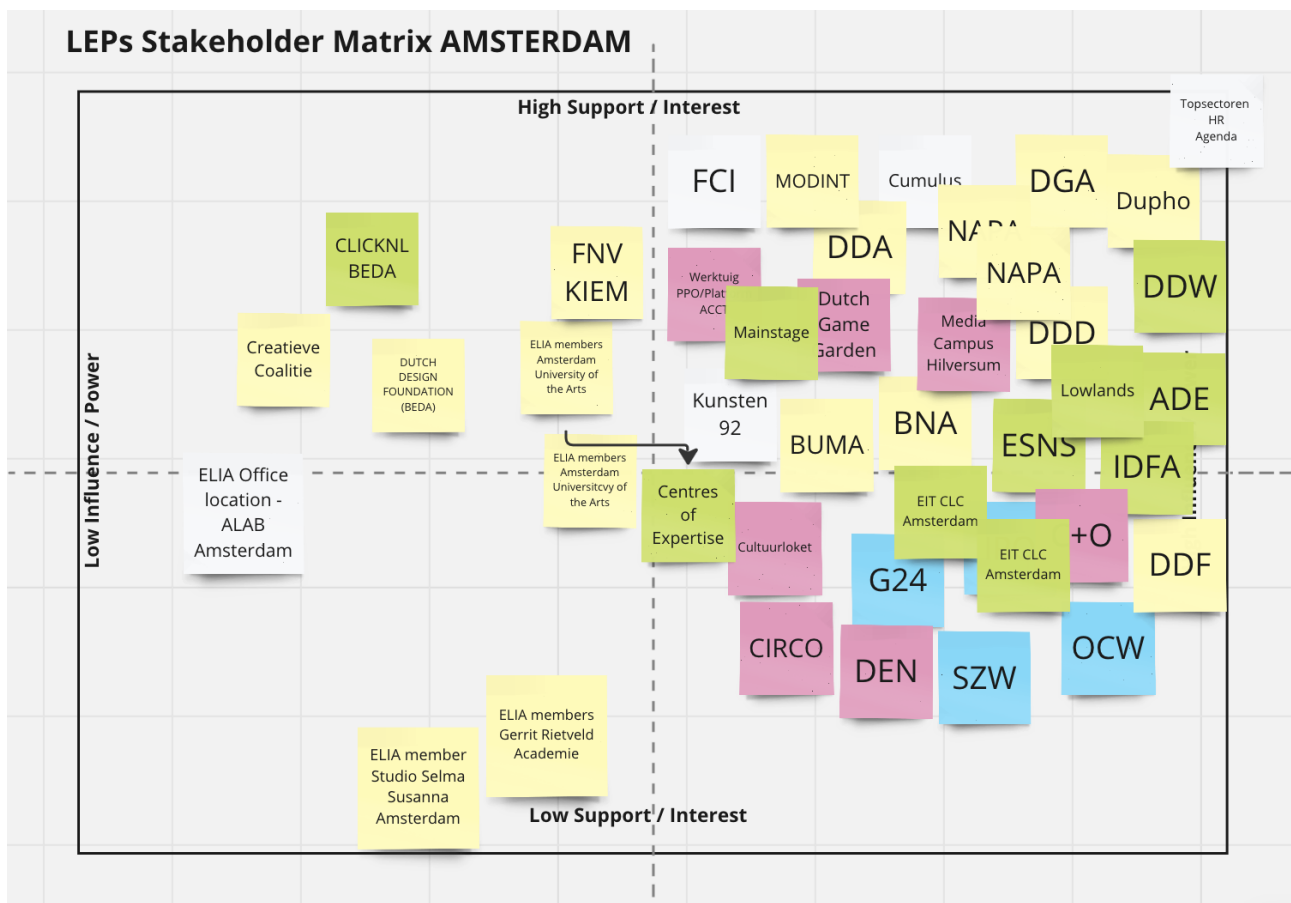 LEPs Stakeholder Matrix AMSTERDAM
High Support / Interest
Topsectoren
HR
Agenda
FCI
MODINT
Cumulus
DGA
Dupho
CLICKNL
BEDA
FNV
KIEM
DDA
NAPA
NAPA
DDW
Werktuig
PPO/Plat
ACCT
Mainstage
Dutch
Game
Garden
Media
Campus
Hilversum
DDD
Creatieve
Coalitie
DUTCH
DESIGN
FOUNDATION
(BEDA)
ELIA members
Amsterdam
University of
the Arts
Lowlands
ADE
Kunsten
92
BUMA
BNA
ESNS
IDFA
Low Influence / Power
ELIA Office
location -
ALAB
Amsterdam
ELIA members
Amsterdam
Universitcvy of
the Arts
Centres
of
Expertise
Cultuurloket
EIT CLC
Amsterdam
+O
G24
EIT CLC
Amsterdam
DDF
CIRCO
DEN
SZW
OCW
ELIA members
Gerrit Rietveld
Academie
ELIA member
Studio Selma
Susanna
Amsterdam
Low Support / Interest